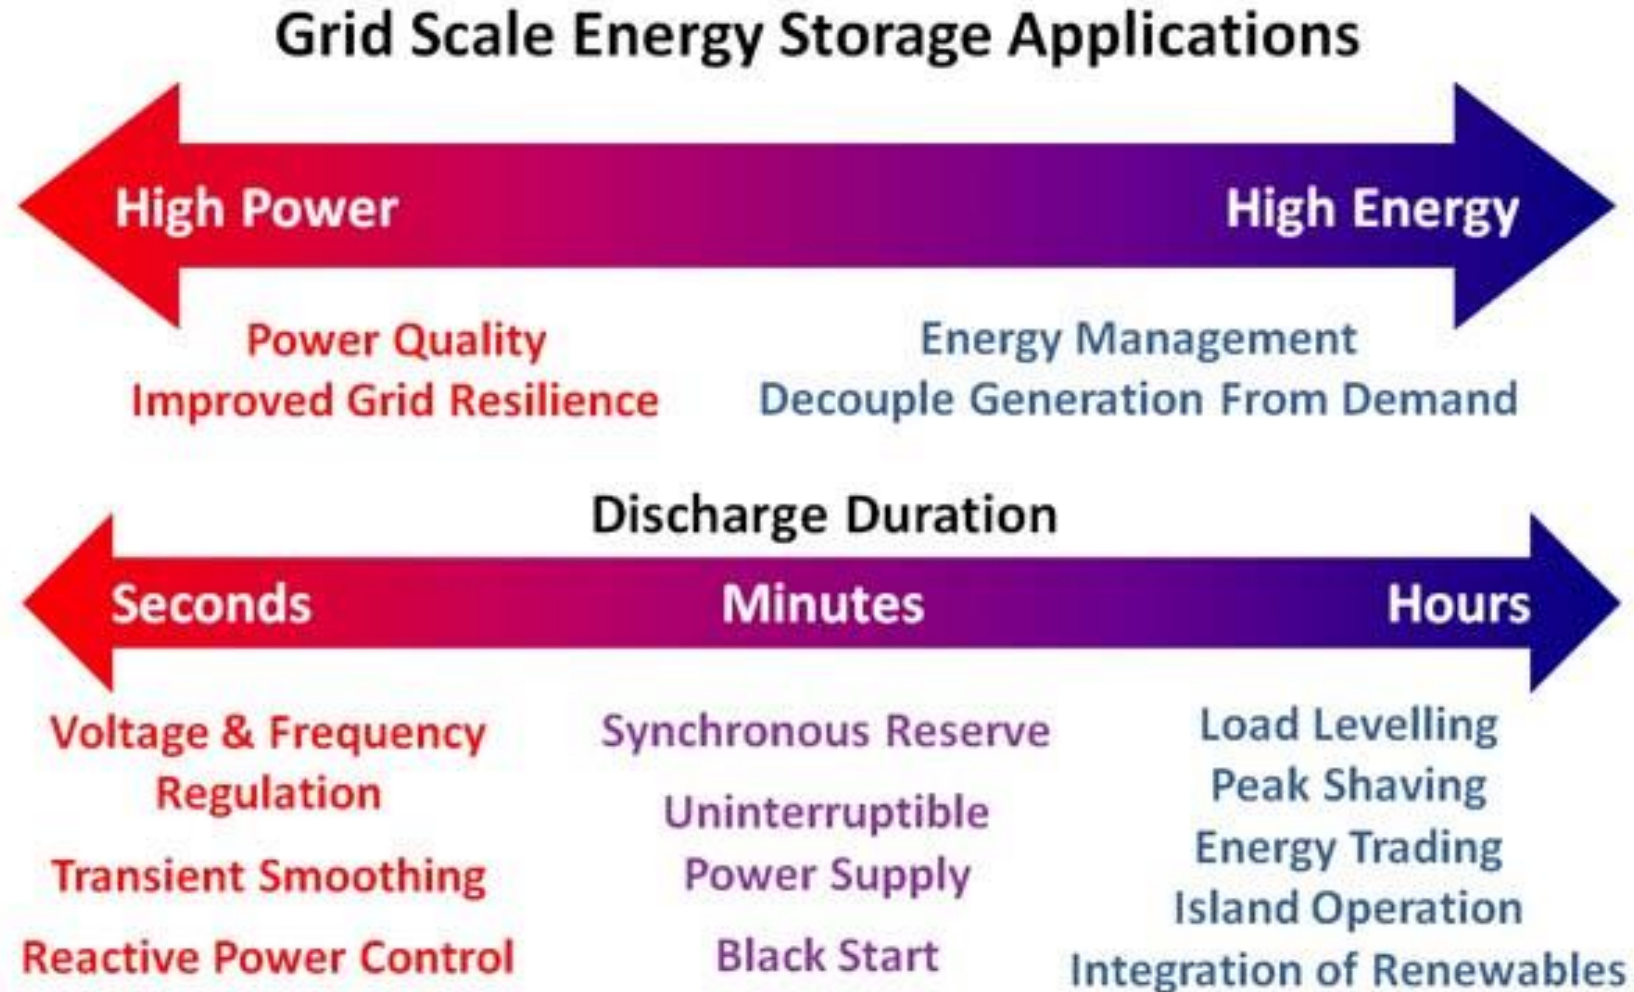 Grid Scale Energy Storage Applications
High Power
High Energy
Power Quality
Improved Grid Resilience
Energy Management
Decouple Generation From Demand
Discharge Duration
Seconds
Minutes
Hours
Voltage & Frequency
Regulation
Transient Smoothing
Reactive Power Control
Synchronous Reserve
Uninterruptible
Power Supply
Black Start
Load Levelling
Peak Shaving
Energy Trading
Island Operation
Integration of Renewables